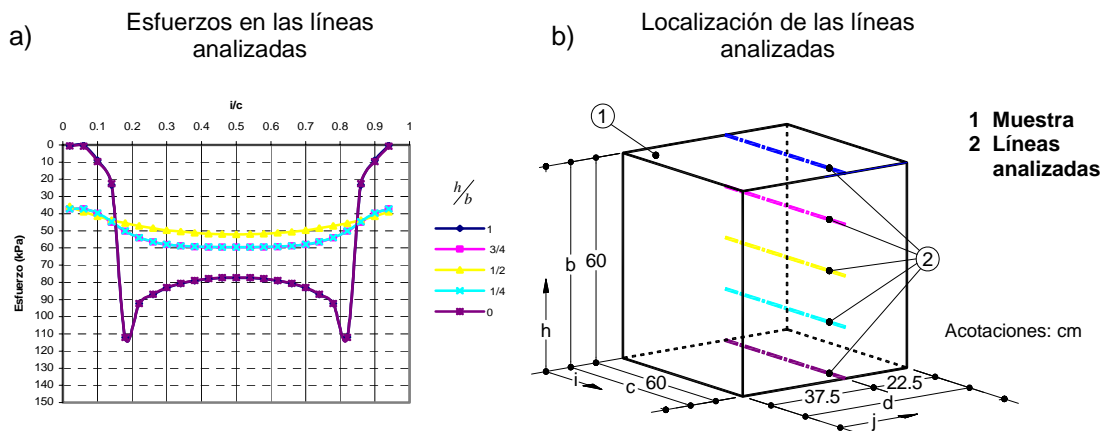 a)
Esfuerzos en las líneas
analizadas
i/c
0 0.1 0.2 0.3 0.4 0.5 0.6 0.7 0.8 0.9 1
Esfuerzo (kPa)
0
10
20
30
40
50
60
70
80
90
100
110
120
130
140
150
h/b
1
3/4
1/2
1/4
0
b)
Localización de las líneas
analizadas
1
1 Muestra
2 Líneas
analizadas
2
b 60
h
i
c 60
37.5 22.5
d
j
Acotaciones: cm